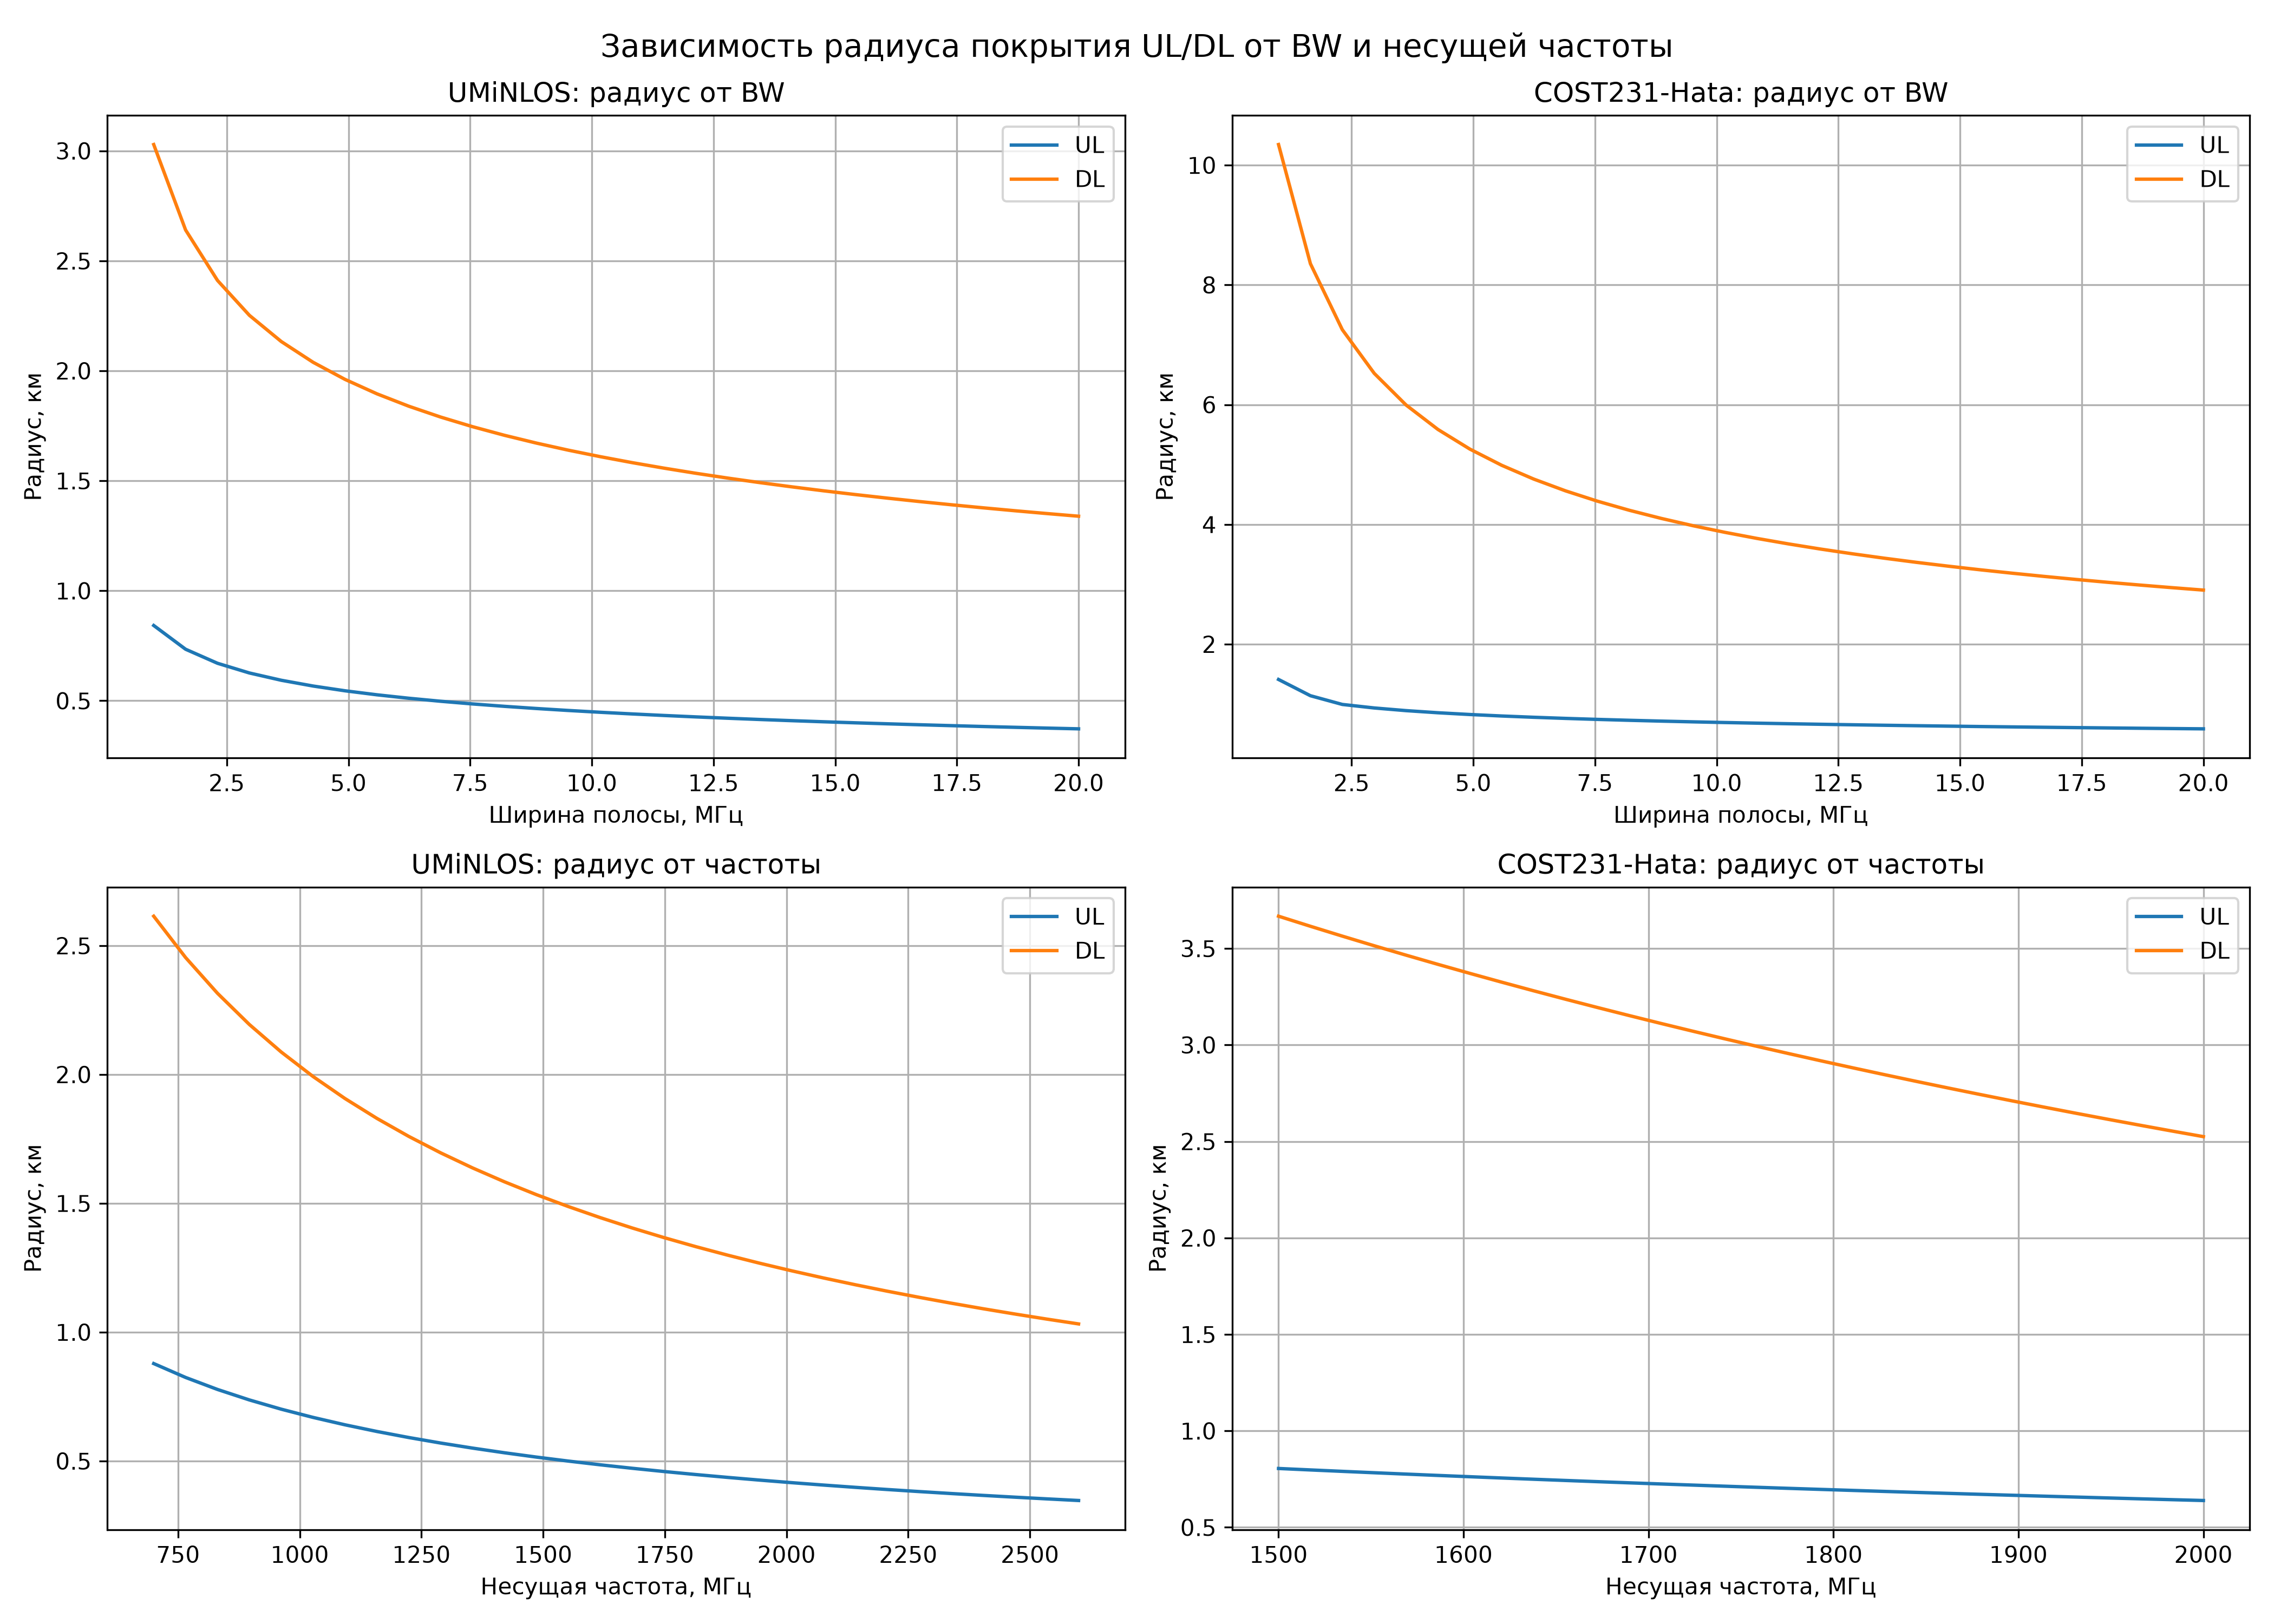 Зависимость радиуса покрытия UL/DL от BW и несущей частоты
UMiNLOS: радиус от BW
Радиус, км
3.0
2.5
2.0
1.5
1.0
0.5
UL
DL
2.5 5.0 7.5 10.0 12.5 15.0 17.5 20.0
Ширина полосы, МГц
COST231-Hata: радиус от BW
Радиус, км
10
8
6
4
2
UL
DL
2.5 5.0 7.5 10.0 12.5 15.0 17.5 20.0
Ширина полосы, МГц
UMiNLOS: радиус от частоты
Радиус, км
2.5
2.0
1.5
1.0
0.5
UL
DL
750 1000 1250 1500 1750 2000 2250 2500
Несущая частота, МГц
COST231-Hata: радиус от частоты
Радиус, км
3.5
3.0
2.5
2.0
1.5
1.0
0.5
UL
DL
1500 1600 1700 1800 1900 2000
Несущая частота, МГц